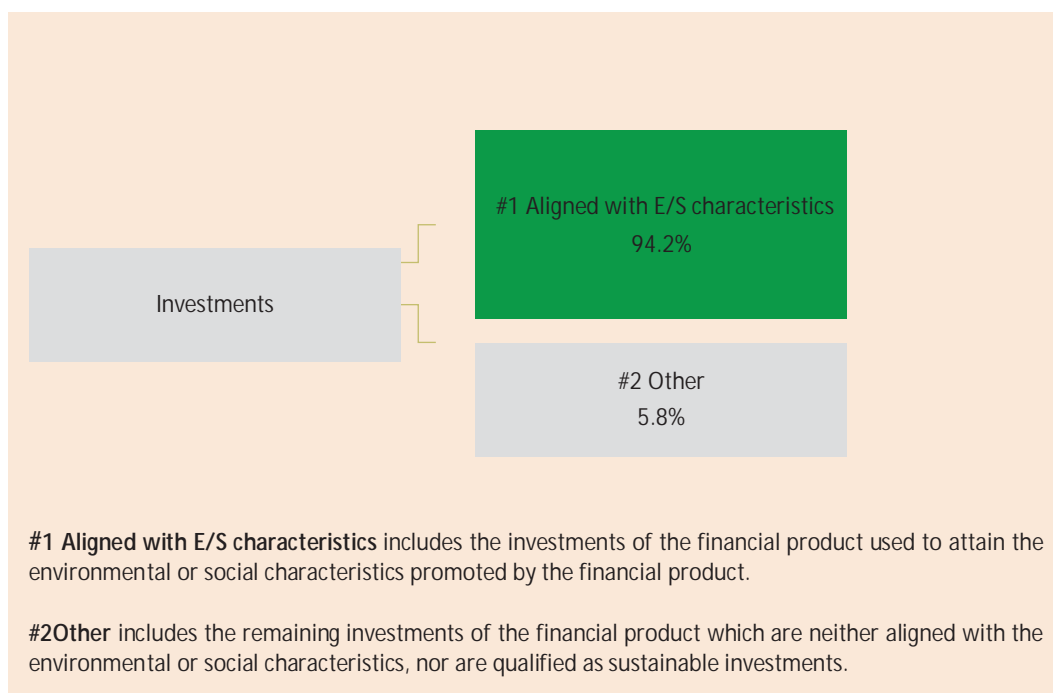 #1 Aligned with E/S characteristics
94.2%
Investments
#2 Other
5.8%
#1 Aligned with E/S characteristics includes the investments of the financial product used to attain the
environmental or social characteristics promoted by the financial product.
#2Other includes the remaining investments of the financial product which are neither aligned with the
environmental or social characteristics, nor are qualified as sustainable investments.